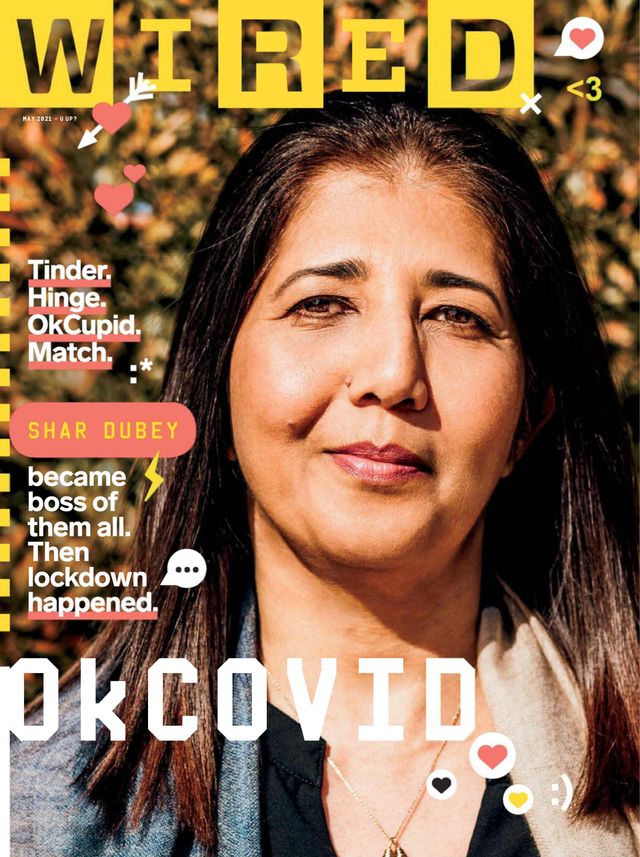 WIRED
<3
MAY 2021 - U UP?
Tinder.
Hinge.
OkCupid.
Match.
:*
SHAR DUBEY
became
boss of
them all.
Then
lockdown
happened.
OkCOVID
:)